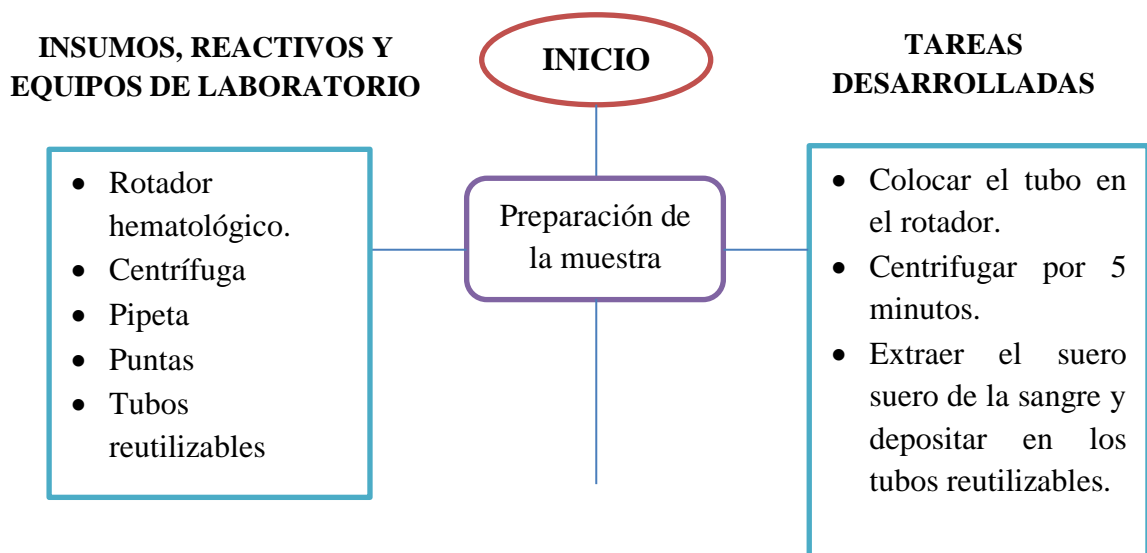 INSUMOS, REACTIVOS Y
EQUIPOS DE LABORATORIO
INICIO
TAREAS
DESARROLLADAS
• Rotador
hematológico.
• Centrífuga
• Pipeta
• Puntas
• Tubos
reutilizables
Preparación de
la muestra
• Colocar el tubo en
el rotador.
• Centrifugar por 5
minutos.
• Extraer el suero
suero de la sangre y
depositar en los
tubos reutilizables.